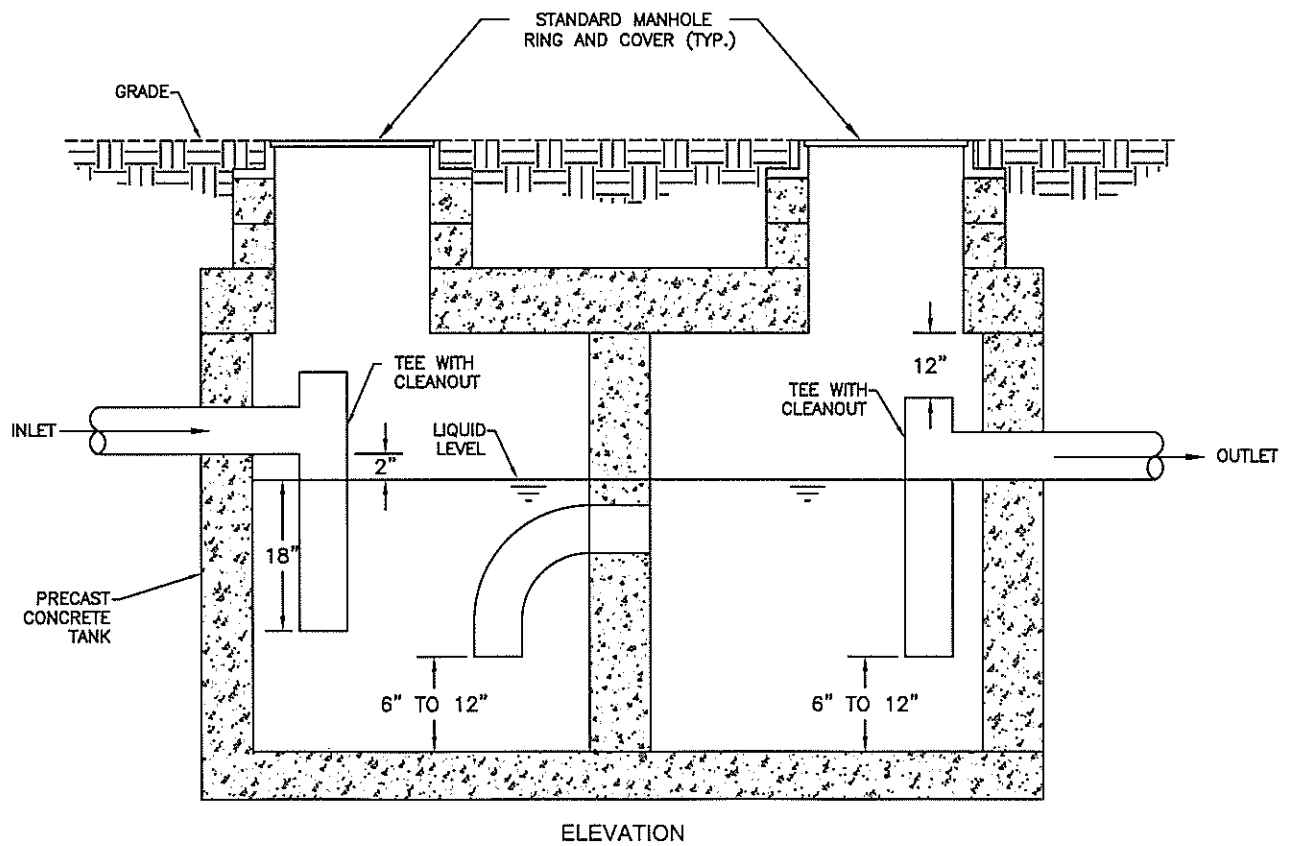 STANDARD MANHOLE
RING AND COVER (TYP.)
GRADE
TEE WITH
CLEANOUT
12”
TEE WITH
CLEANOUT
INLET
LIQUID
LEVEL
2”
OUTLET
18”
PRECAST
CONCRETE
TANK
6” TO 12”
6” TO 12”
ELEVATION